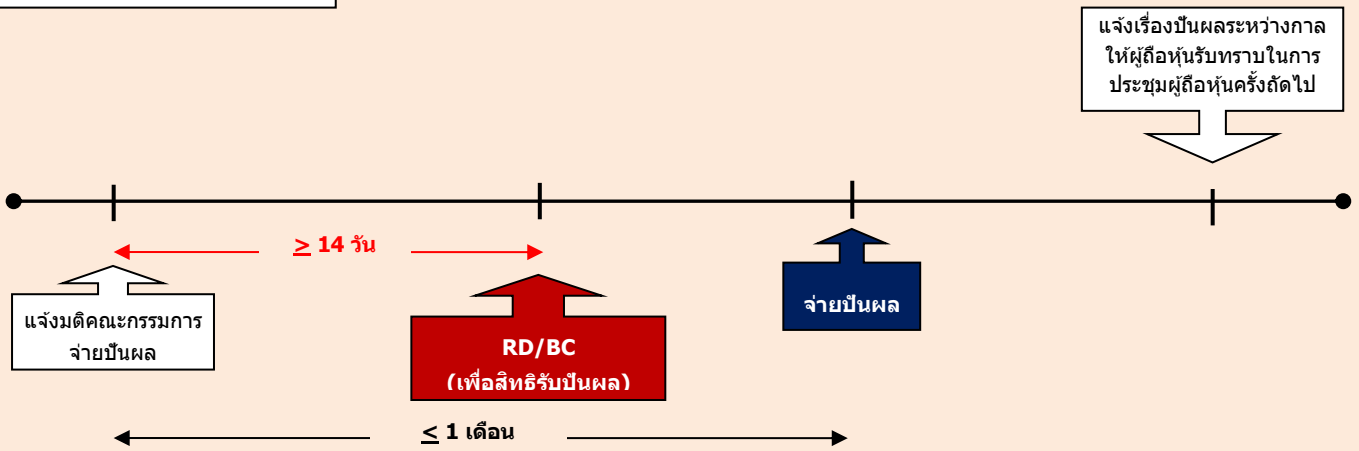 แจ้งเรื่องปันผลระหว่างกาล
ให้ผู้ถือหุ้นรับทราบในการ
ประชุมผู้ถือหุ้นครั้งถัดไป
≥ 14 วัน
แจ้งมติคณะกรรมการ
จ่ายปันผล
RD/BC
(เพื่อสิทธิรับปันผล)
จ่ายปันผล
≤ 1 เดือน